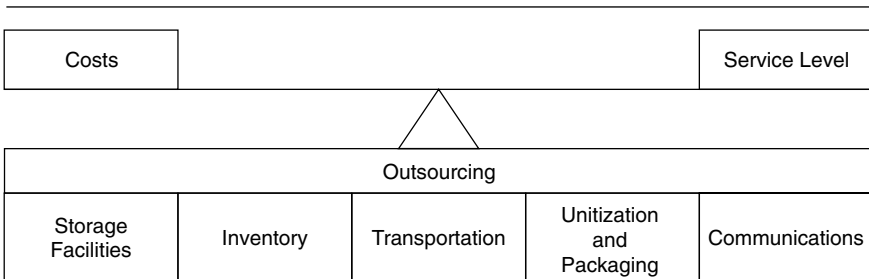 Costs
Service Level
Outsourcing
Storage
Facilities
Inventory
Transportation
Unitization
and
Packaging
Communications